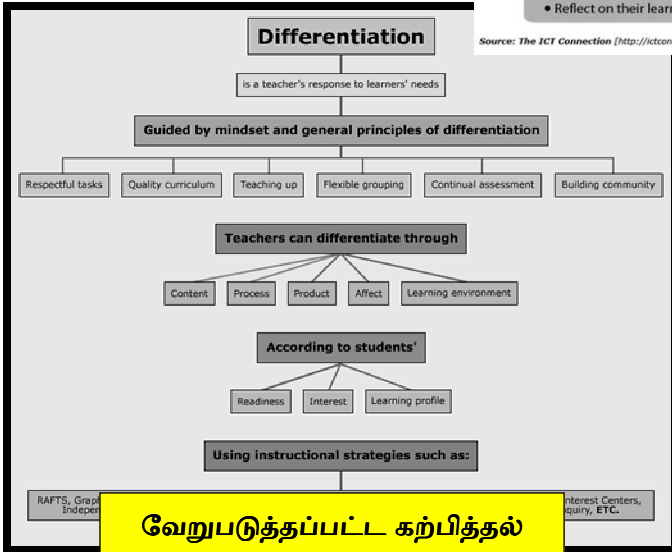 • Reflect on their lear
Source: The ICT Connection [http://ictcon
Differentiation
is a teacher's response to learners' needs
Guided by mindset and general principles of differentiation
Respectful tasks Quality curriculum Teaching up Flexible grouping Continual assessment Building community
Teachers can differentiate through
Content Process Product Affect Learning environment
According to students'
Readiness Interest Learning profile
Using instructional strategies such as:
RAFTS, Grap nterest Centers,
Indepen quiry, ETC.
வேறுபடுத்தப்பட்ட கற்பித்தல்